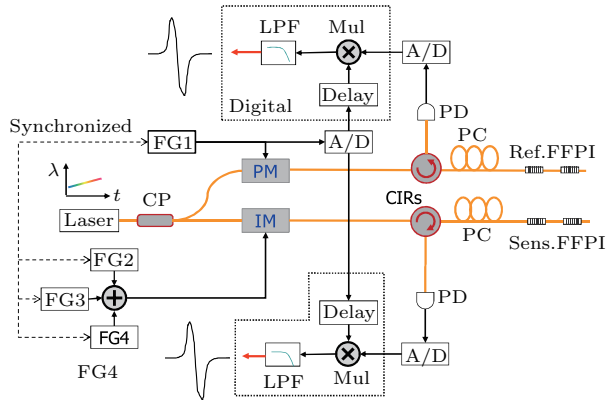 LPF
Mul
A/D
Delay
Digital
PD
Synchronized
FG1
A/D
PC
Ref.FFPI
λ
t
CP
PM
Laser
IM
CIRs
PC
Sens.FFPI
FG2
FG3
FG4
FG4
PD
Delay
LPF
Mul
A/D